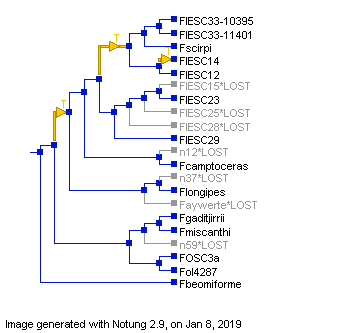 FIESC33-10395
FIESC33-11401
Fscirpi
T
FIESC14
T
FIESC12
FIESC15*LOST
FIESC23
T
FIESC25*LOST
FIESC28*LOST
FIESC29
n12*LOST
Fcamptoceras
n37*LOST
Flongipes
Faywerte*LOST
Fgaditjirrii
Fmiscanthi
n59*LOST
FOSC3a
Fol4287
Fbeomiforme
Image generated with Notung 2.9, on Jan 8, 2019